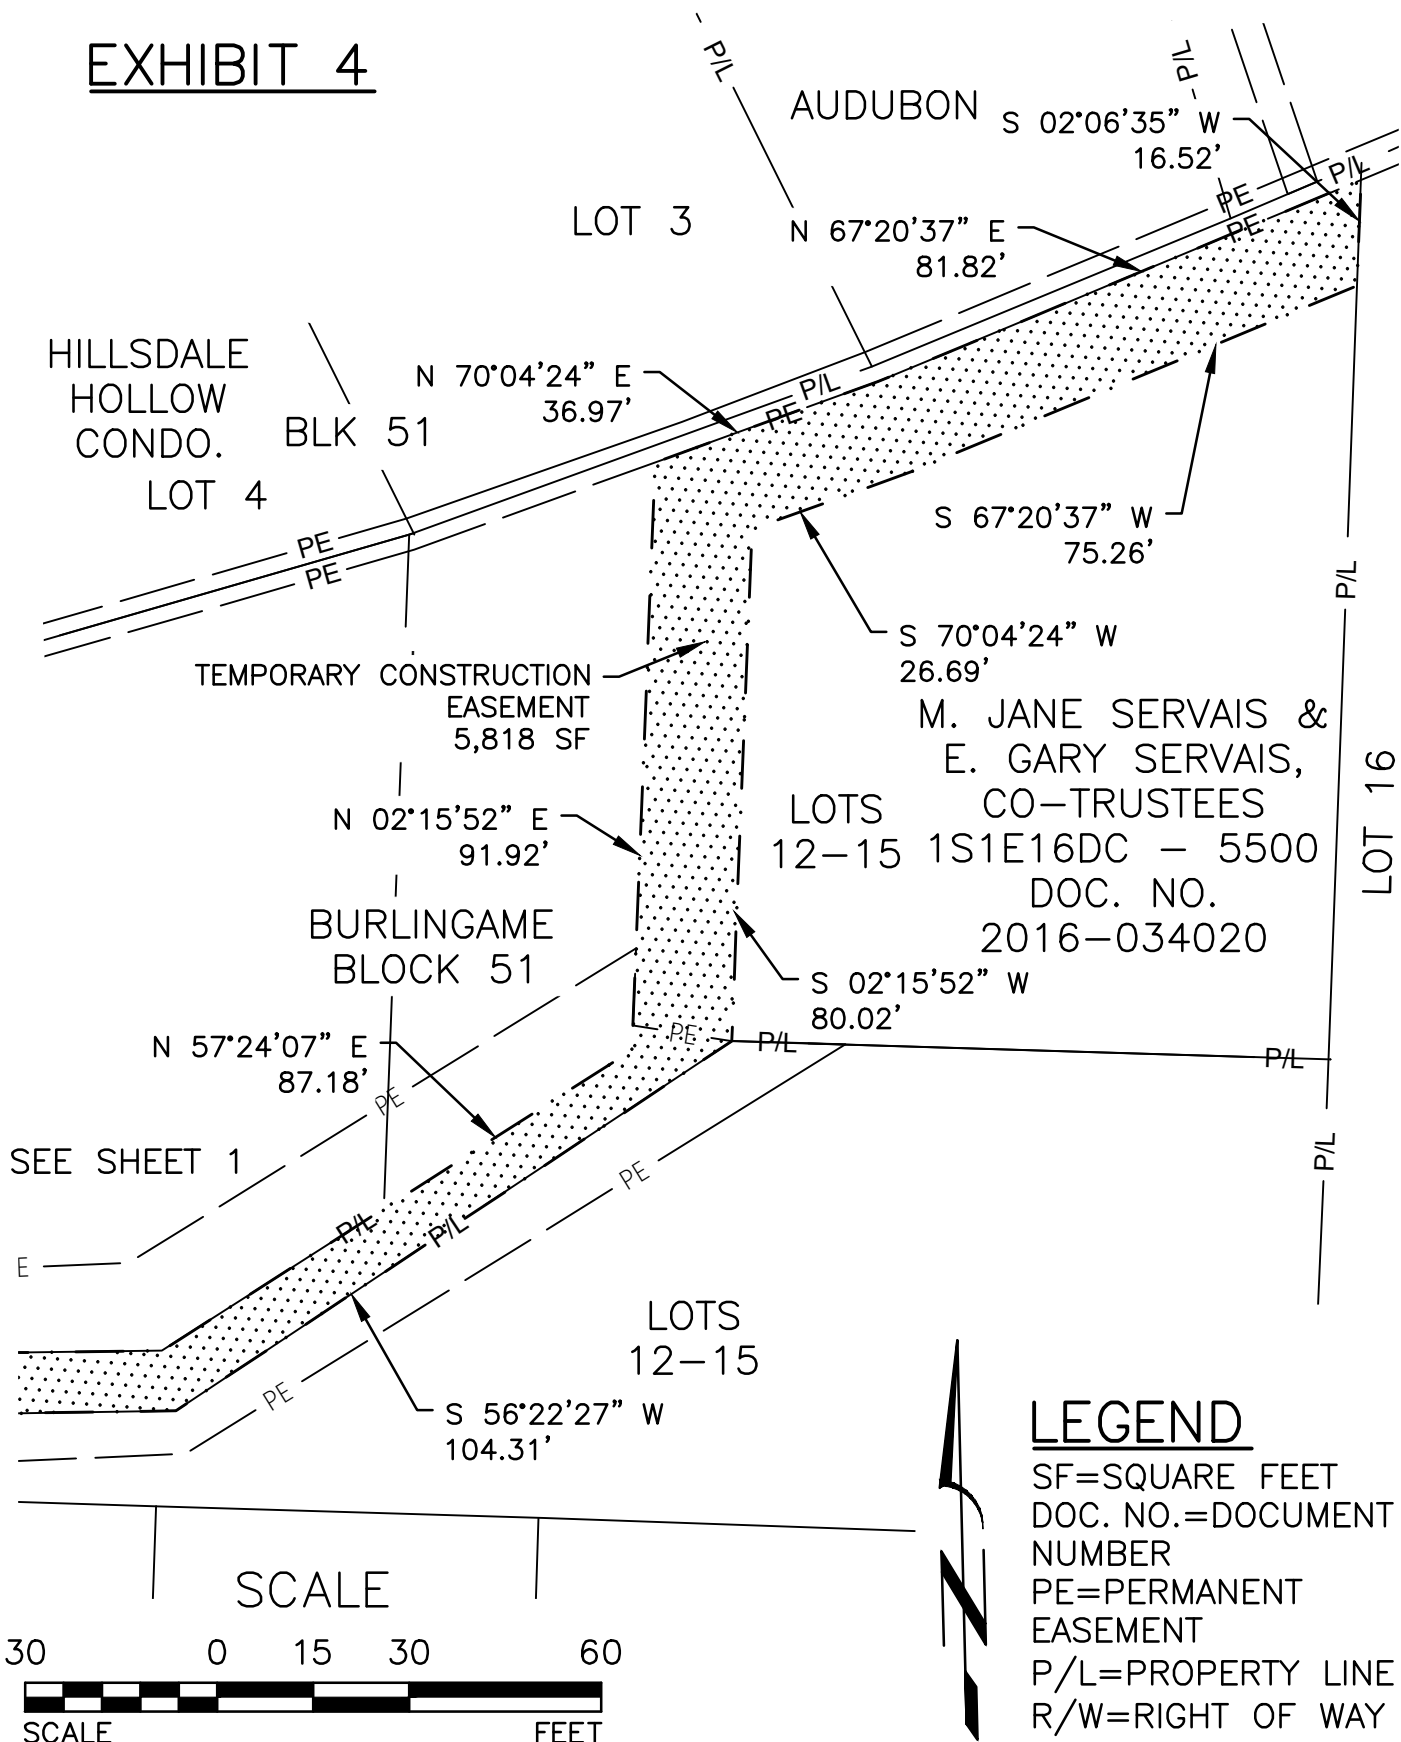 EXHIBIT 4
P/L
P/L
AUDUBON
S 02°06'35” W
16.52'
P/L
PE
PE
LOT 3
N 67°20'37” E
81.82'
HILLSDALE
HOLLOW
CONDO.
LOT 4
BLK 51
N 70°04'24” E
36.97'
P/L
PE
PE
PE
S 67°20'37” W
75.26'
P/L
S 70°04'24” W
26.69'
TEMPORARY CONSTRUCTION
EASEMENT
5,818 SF
M. JANE SERVAIS &
E. GARY SERVAIS,
CO-TRUSTEES
1S1E16DC - 5500
DOC. NO.
2016-034020
LOTS
12-15
LOT 16
N 02°15'52” E
91.92'
BURLINGAME
BLOCK 51
S 02°15'52” W
80.02'
N 57°24'07” E
87.18'
PE
P/L
P/L
PE
P/L
SEE SHEET 1
PE
P/L
P/L
E
LOTS
12-15
PE
S 56°22'27” W
104.31'
LEGEND
SF=SQUARE FEET
DOC. NO.=DOCUMENT
NUMBER
PE=PERMANENT
EASEMENT
P/L=PROPERTY LINE
R/W=RIGHT OF WAY
N
SCALE
30 0 15 30 60
SCALE FEET